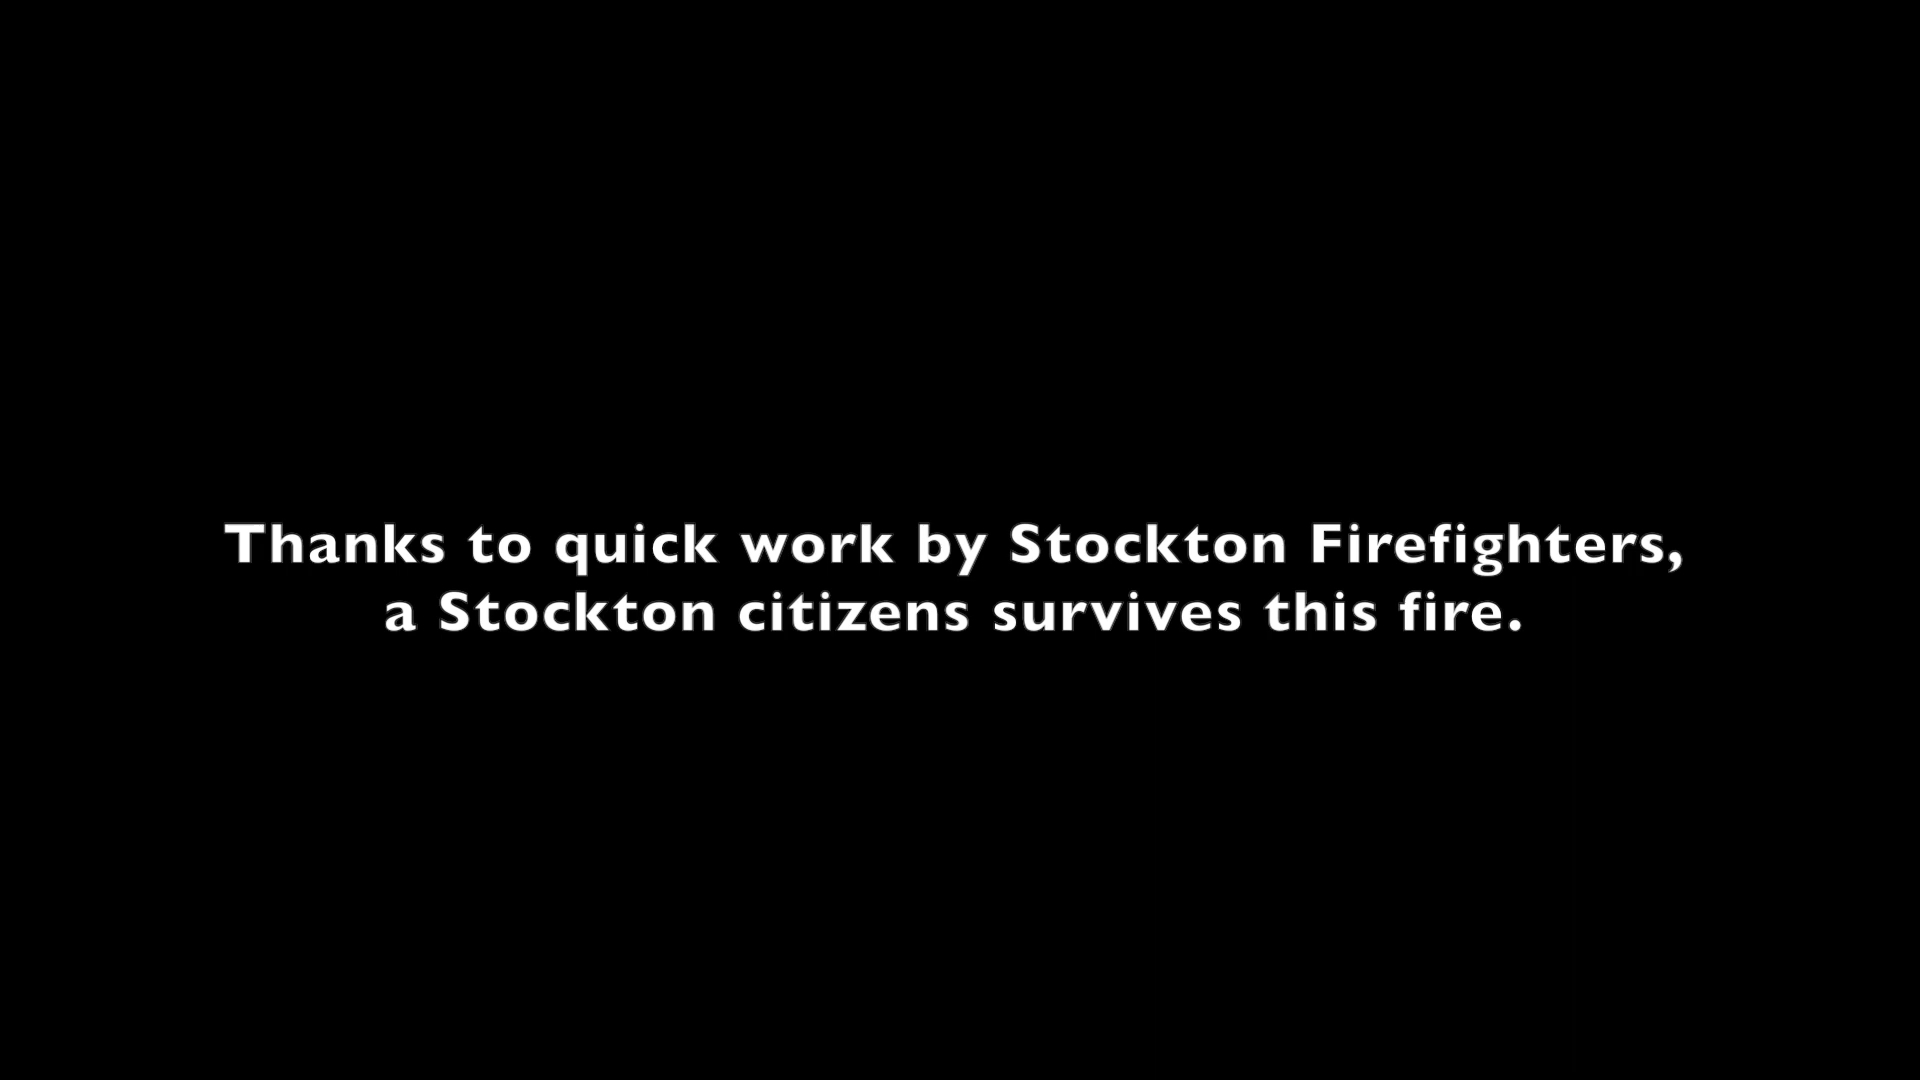 Thanks to quick work by Stockton Firefighters,
a Stockton citizens survives this fire.